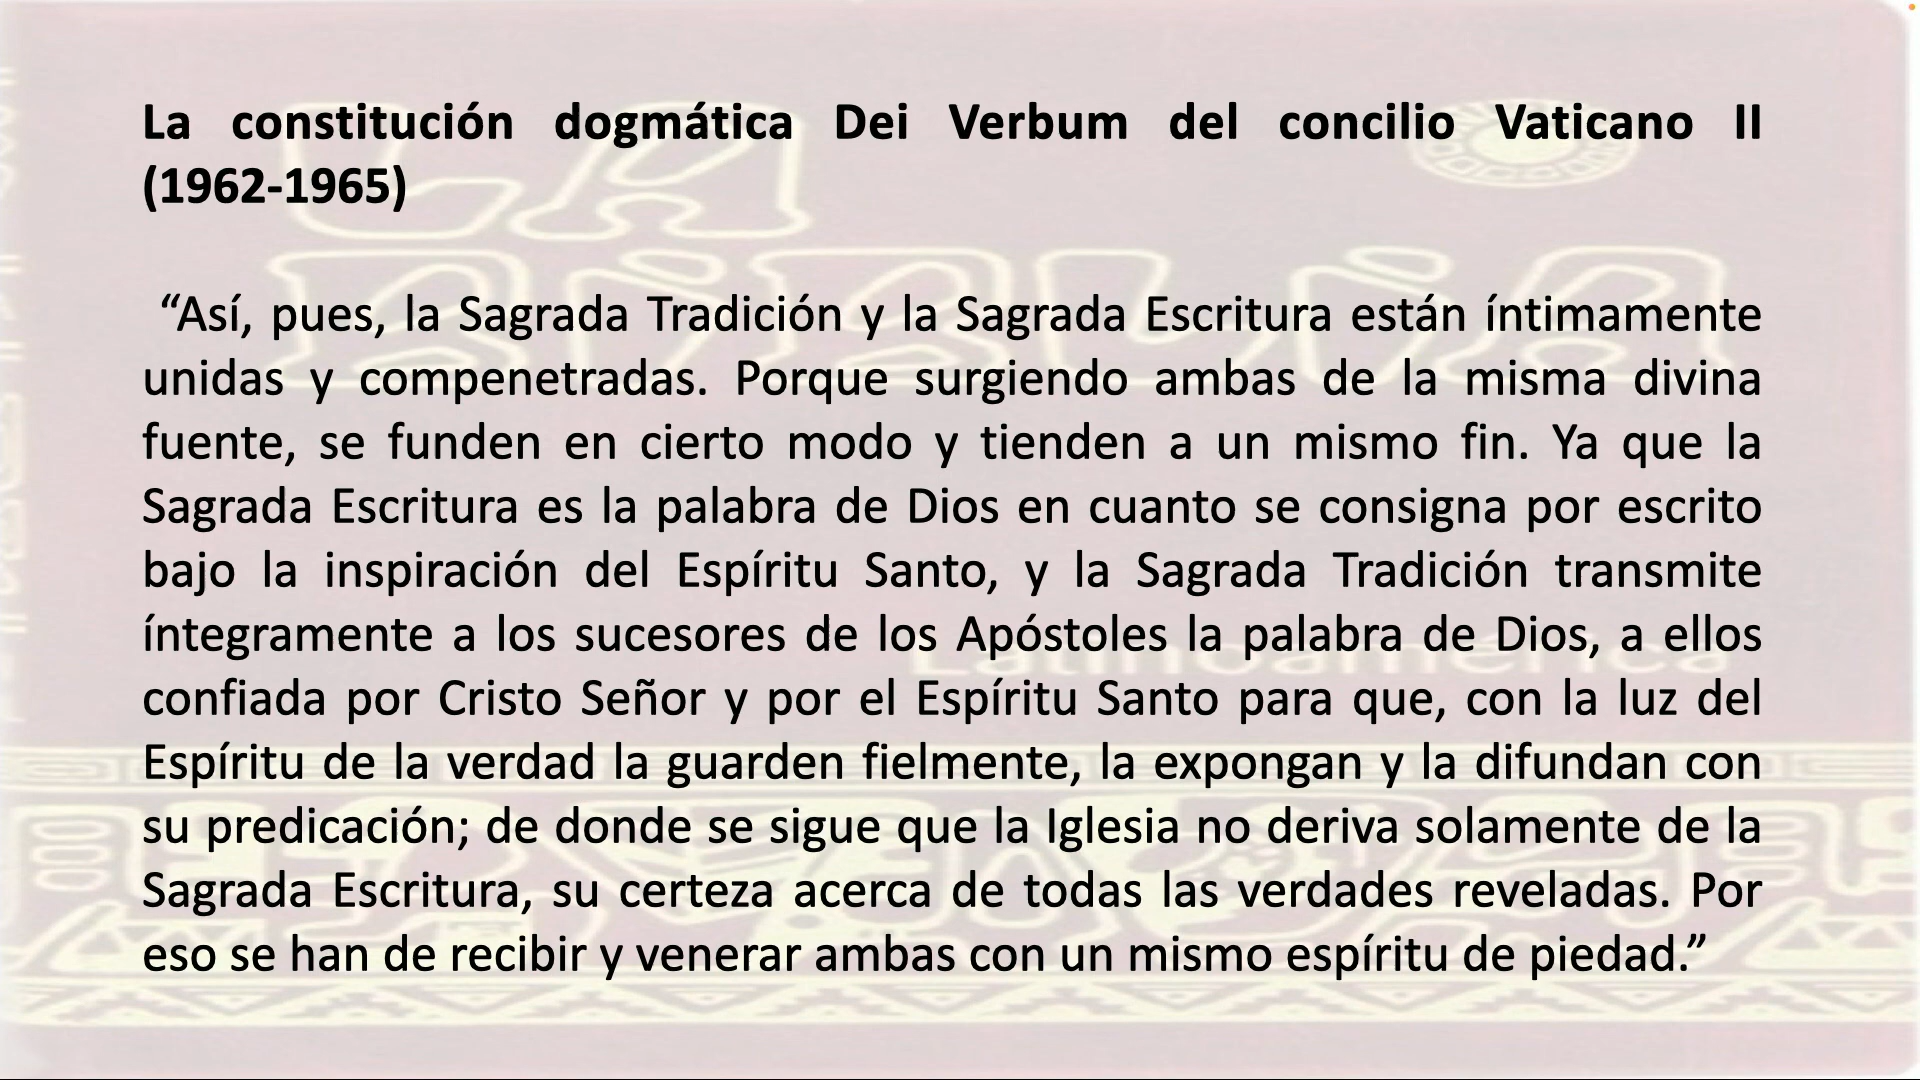 La constitución dogmática Dei Verbum del concilio Vaticano II
(1962-1965)
“Así, pues, la Sagrada Tradición y la Sagrada Escritura están íntimamente
unidas y compenetradas. Porque surgiendo ambas de la misma divina
fuente, se funden en cierto modo y tienden a un mismo fin. Ya que la
Sagrada Escritura es la palabra de Dios en cuanto se consigna por escrito
bajo la inspiración del Espíritu Santo, y la Sagrada Tradición transmite
íntegramente a los sucesores de los Apóstoles la palabra de Dios, a ellos
confiada por Cristo Señor y por el Espíritu Santo para que, con la luz del
Espíritu de la verdad la guarden fielmente, la expongan y la difundan con
su predicación; de donde se sigue que la Iglesia no deriva solamente de la
Sagrada Escritura, su certeza acerca de todas las verdades reveladas. Por
eso se han de recibir y venerar ambas con un mismo espíritu de piedad.”
LA
BIBLIA
Latinoamérica